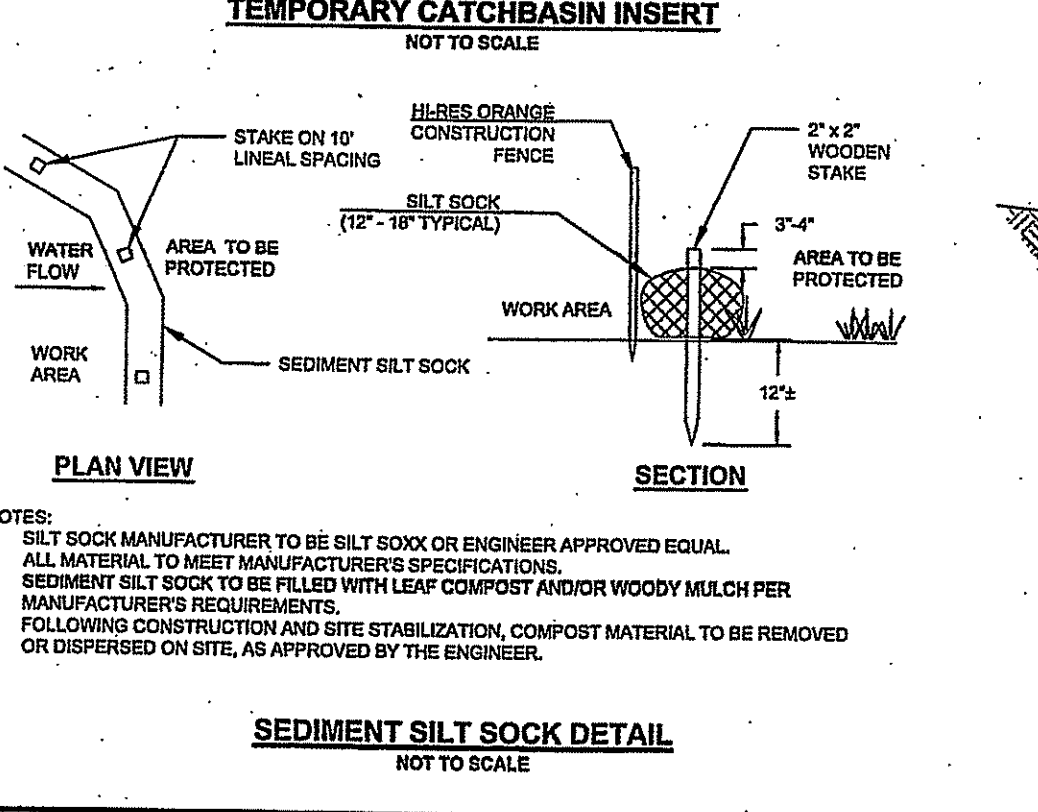 TEMPORARY CATCHBASIN INSERT
NOT TO SCALE
STAKE ON 10'
LINEAL SPACING
WATER
FLOW
AREA TO BE
PROTECTED
WORK
AREA
SEDIMENT SILT SOCK
PLAN VIEW
HI-RES ORANGE
CONSTRUCTION
FENCE
SILT SOCK
(12" - 18" TYPICAL)
2" x 2"
WOODEN
STAKE
3"-4"
AREA TO BE
PROTECTED
WORK AREA
12"±
SECTION
OTES:
SILT SOCK MANUFACTURER TO BE SILT SOXX OR ENGINEER APPROVED EQUAL.
ALL MATERIAL TO MEET MANUFACTURER'S SPECIFICATIONS.
SEDIMENT SILT SOCK TO BE FILLED WITH LEAF COMPOST AND/OR WOODY MULCH PER
MANUFACTURER'S REQUIREMENTS.
FOLLOWING CONSTRUCTION AND SITE STABILIZATION, COMPOST MATERIAL TO BE REMOVED
OR DISPERSED ON SITE, AS APPROVED BY THE ENGINEER.
SEDIMENT SILT SOCK DETAIL
NOT TO SCALE